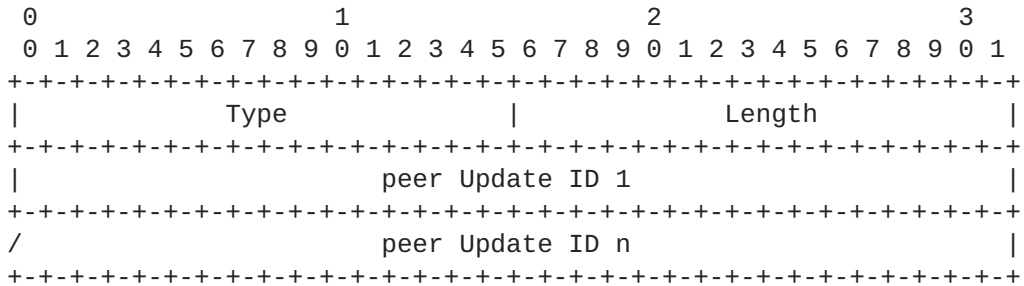 0                   1                   2                   3
 0 1 2 3 4 5 6 7 8 9 0 1 2 3 4 5 6 7 8 9 0 1 2 3 4 5 6 7 8 9 0 1
+-+-+-+-+-+-+-+-+-+-+-+-+-+-+-+-+-+-+-+-+-+-+-+-+-+-+-+-+-+-+-+-+
|             Type              |             Length            |
+-+-+-+-+-+-+-+-+-+-+-+-+-+-+-+-+-+-+-+-+-+-+-+-+-+-+-+-+-+-+-+-+
|                       peer Update ID 1                        |
+-+-+-+-+-+-+-+-+-+-+-+-+-+-+-+-+-+-+-+-+-+-+-+-+-+-+-+-+-+-+-+-+
/                       peer Update ID n                        |
+-+-+-+-+-+-+-+-+-+-+-+-+-+-+-+-+-+-+-+-+-+-+-+-+-+-+-+-+-+-+-+-+